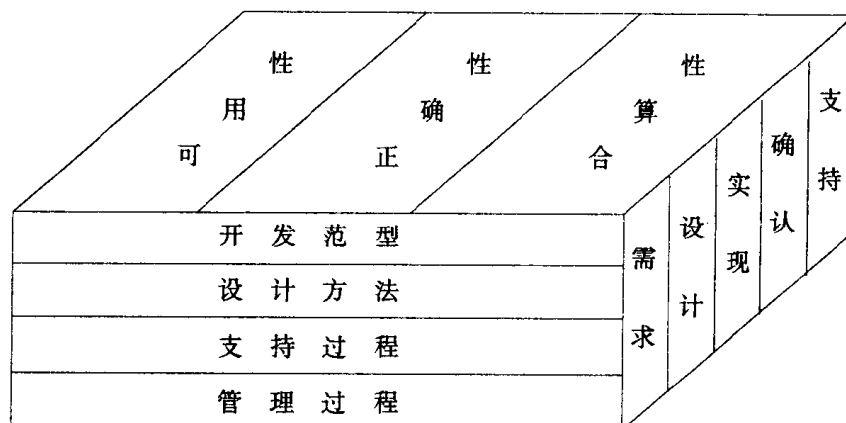 可用性
正确性
合算性
开发范型
设计方法
支持过程
管理过程
需求
设计
实现
确认
支持